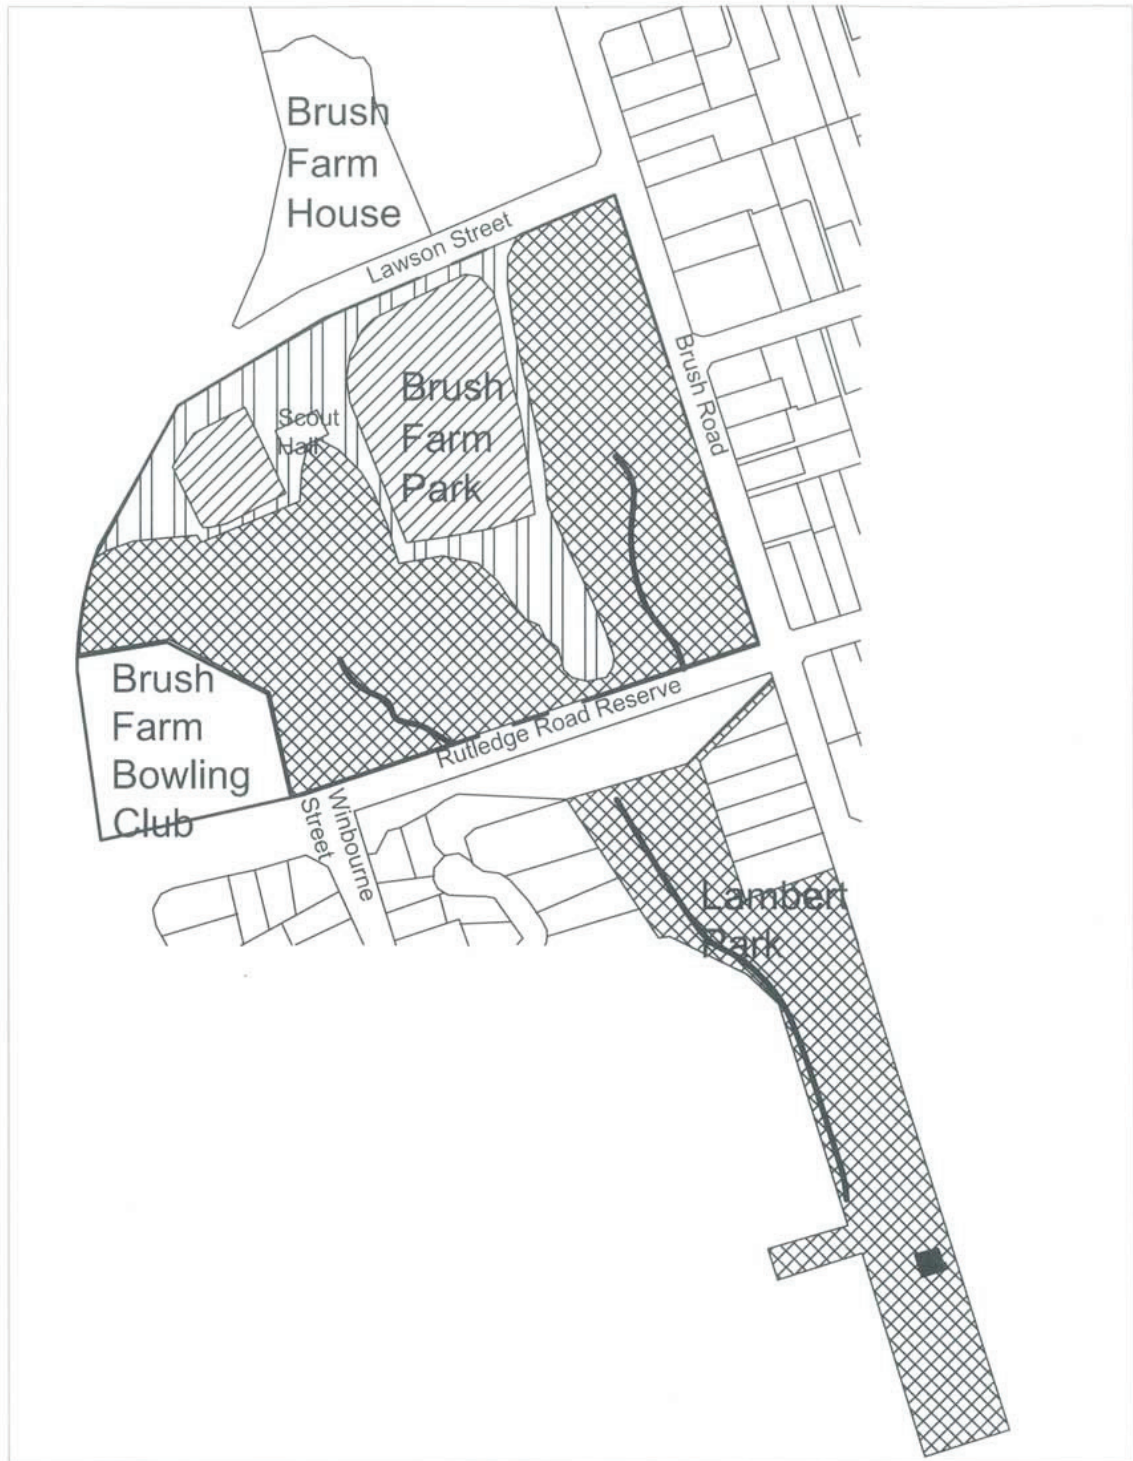 Brush
Farm
House
Lawson Street
Brush Road
Scout
Hall
Brush
Farm
Park
Brush
Farm
Bowling
Club
Rutledge Road Reserve
Winbourne
Street
Lambert
Park